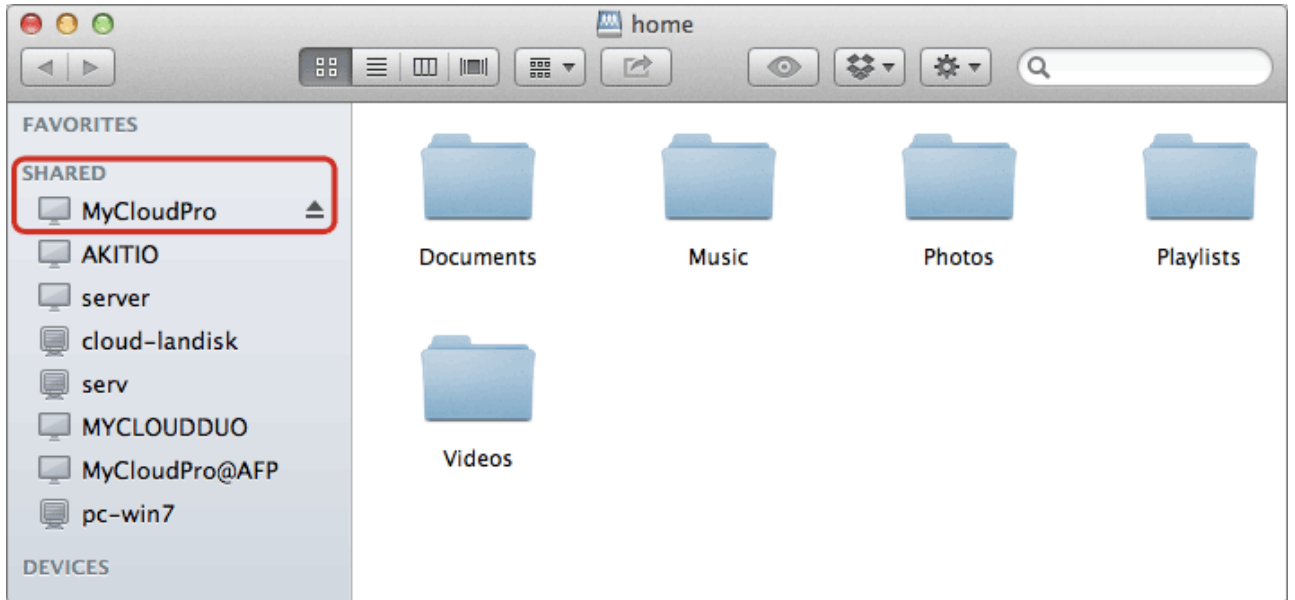 home
FAVORITES
SHARED
MyCloudPro
AKITIO
server
cloud-landisk
serv
MYCLOUDDUO
MyCloudPro@AFP
pc-win7
DEVICES
Documents Music Photos Playlists
Videos